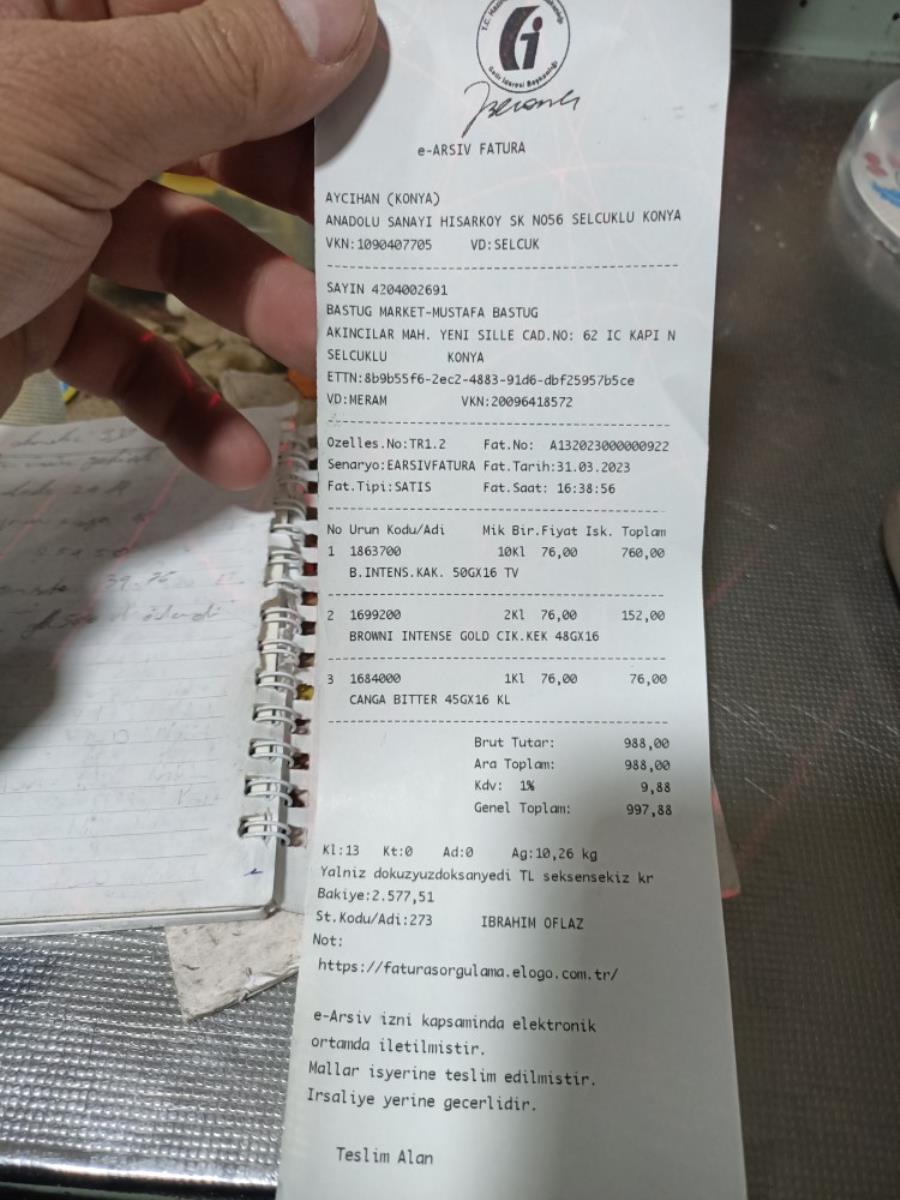 Gelir İdaresi Başkanlığı
e-ARSIV FATURA
AYCIHAN (KONYA)
ANADOLU SANAYI HISARKOY SK NO56 SELCUKLU KONYA
VKN:1090407705 VD:SELCUK
SAYIN 4204002691
BASTUG MARKET-MUSTAFA BASTUG
AKINCILAR MAH. YENI SILLE CAD.NO: 62 IC KAPI N
SELCUKLU KONYA
ETTN:8b9b55f6-2ec2-4883-91d6-dbf25957b5ce
VD:MERAM VKN:20096418572
Ozelles.No:TR1.2 Fat.No: A132023000000922
Senaryo:EARSIVFATURA Fat.Tarih:31.03.2023
Fat.Tipi:SATIS Fat.Saat: 16:38:56
No Urun Kodu/Adi Mik Bir.Fiyat Isk. Toplam
1 1863700 10Kl 76,00 760,00
B.INTENS.KAK. 50GX16 TV
2 1699200 2Kl 76,00 152,00
BROWNI INTENSE GOLD CIK.KEK 48GX16
3 1684000 1Kl 76,00 76,00
CANGA BITTER 45GX16 KL
Brut Tutar: 988,00
Ara Toplam: 988,00
Kdv: 1% 9,88
Genel Toplam: 997,88
Kl:13 Kt:0 Ad:0 Ag:10,26 kg
Yalniz dokuzyuzdoksanyedi TL seksensekiz kr
Bakiye:2.577,51
St.Kodu/Adi:273 IBRAHIM OFLAZ
Not:
https://faturasorgulama.elogo.com.tr/
e-Arsiv izni kapsaminda elektronik
ortamda iletilmistir.
Mallar isyerine teslim edilmistir.
Irsaliye yerine gecerlidir.
Teslim Alan